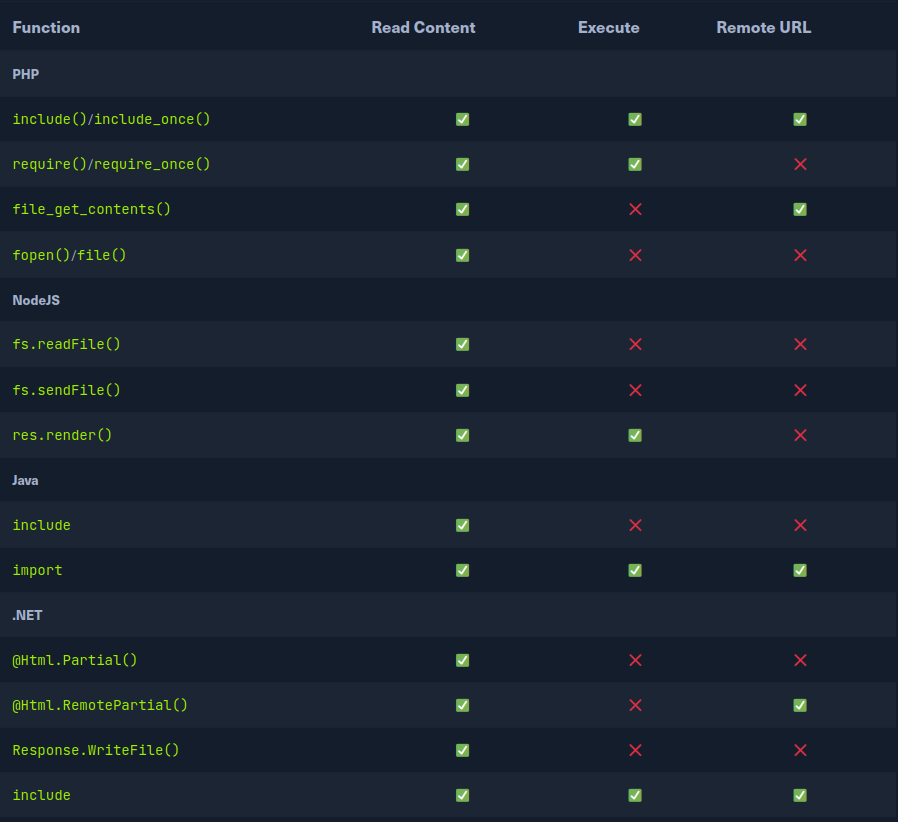 Function Read Content Execute Remote URL
PHP
include()/include_once() ✅ ✅ ✅
require()/require_once() ✅ ✅ ❌
file_get_contents() ✅ ❌ ✅
fopen()/file() ✅ ❌ ❌
NodeJS
fs.readFile() ✅ ❌ ❌
fs.sendFile() ✅ ❌ ❌
res.render() ✅ ✅ ❌
Java
include ✅ ❌ ❌
import ✅ ✅ ✅
.NET
@Html.Partial() ✅ ❌ ❌
@Html.RemotePartial() ✅ ❌ ✅
Response.WriteFile() ✅ ❌ ❌
include ✅ ✅ ✅